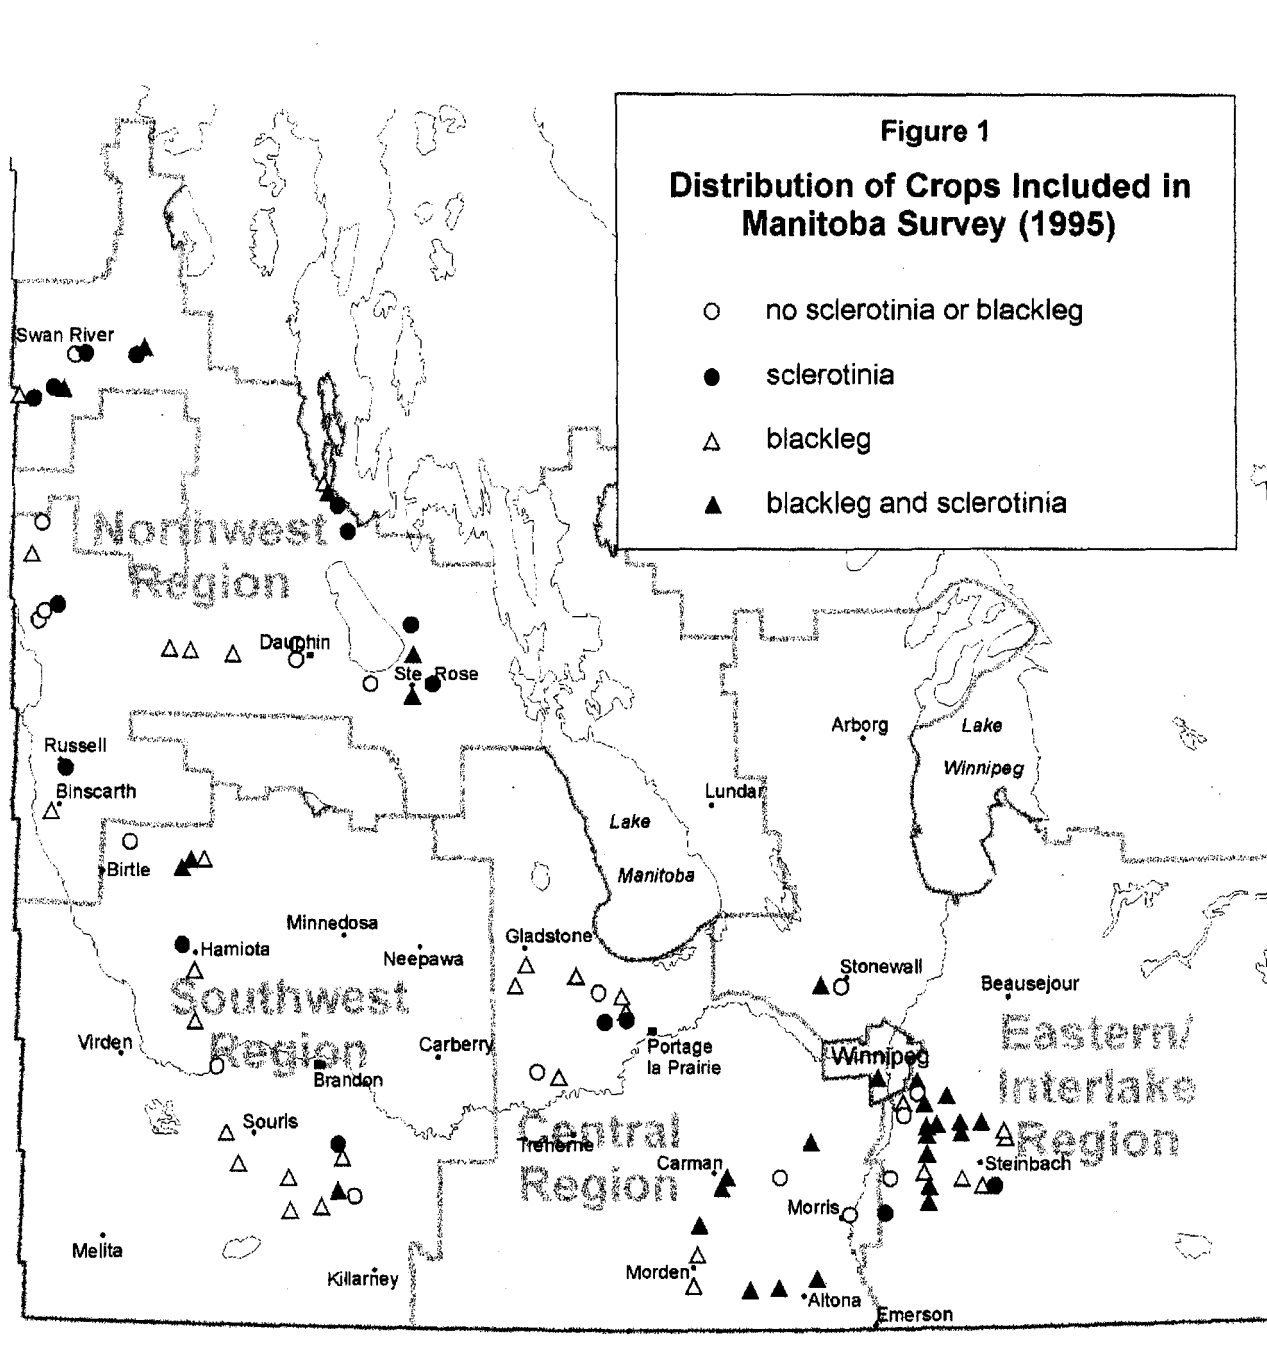 Figure 1
Distribution of Crops Included in
Manitoba Survey (1995)
no sclerotinia or blackleg
sclerotinia
blackleg
blackleg and sclerotinia
Swan River
Northwest
Region
Dauphin
Ste. Rose
Russell
Binscarth
Birtle
Arborg
Lake
Winnipeg
Lundar
Lake
Manitoba
Minnedosa
Hamiota
Neepawa
Gladstone
Stonewall
Beausejour
Southwest
Region
Virden
Brandon
Carberry
Portage
la Prairie
Winnipeg
Eastern/
Interlake
Region
Souris
Central
Region
Treherne
Carman
Steinbach
Morris
Melita
Killarney
Morden
Altona
Emerson